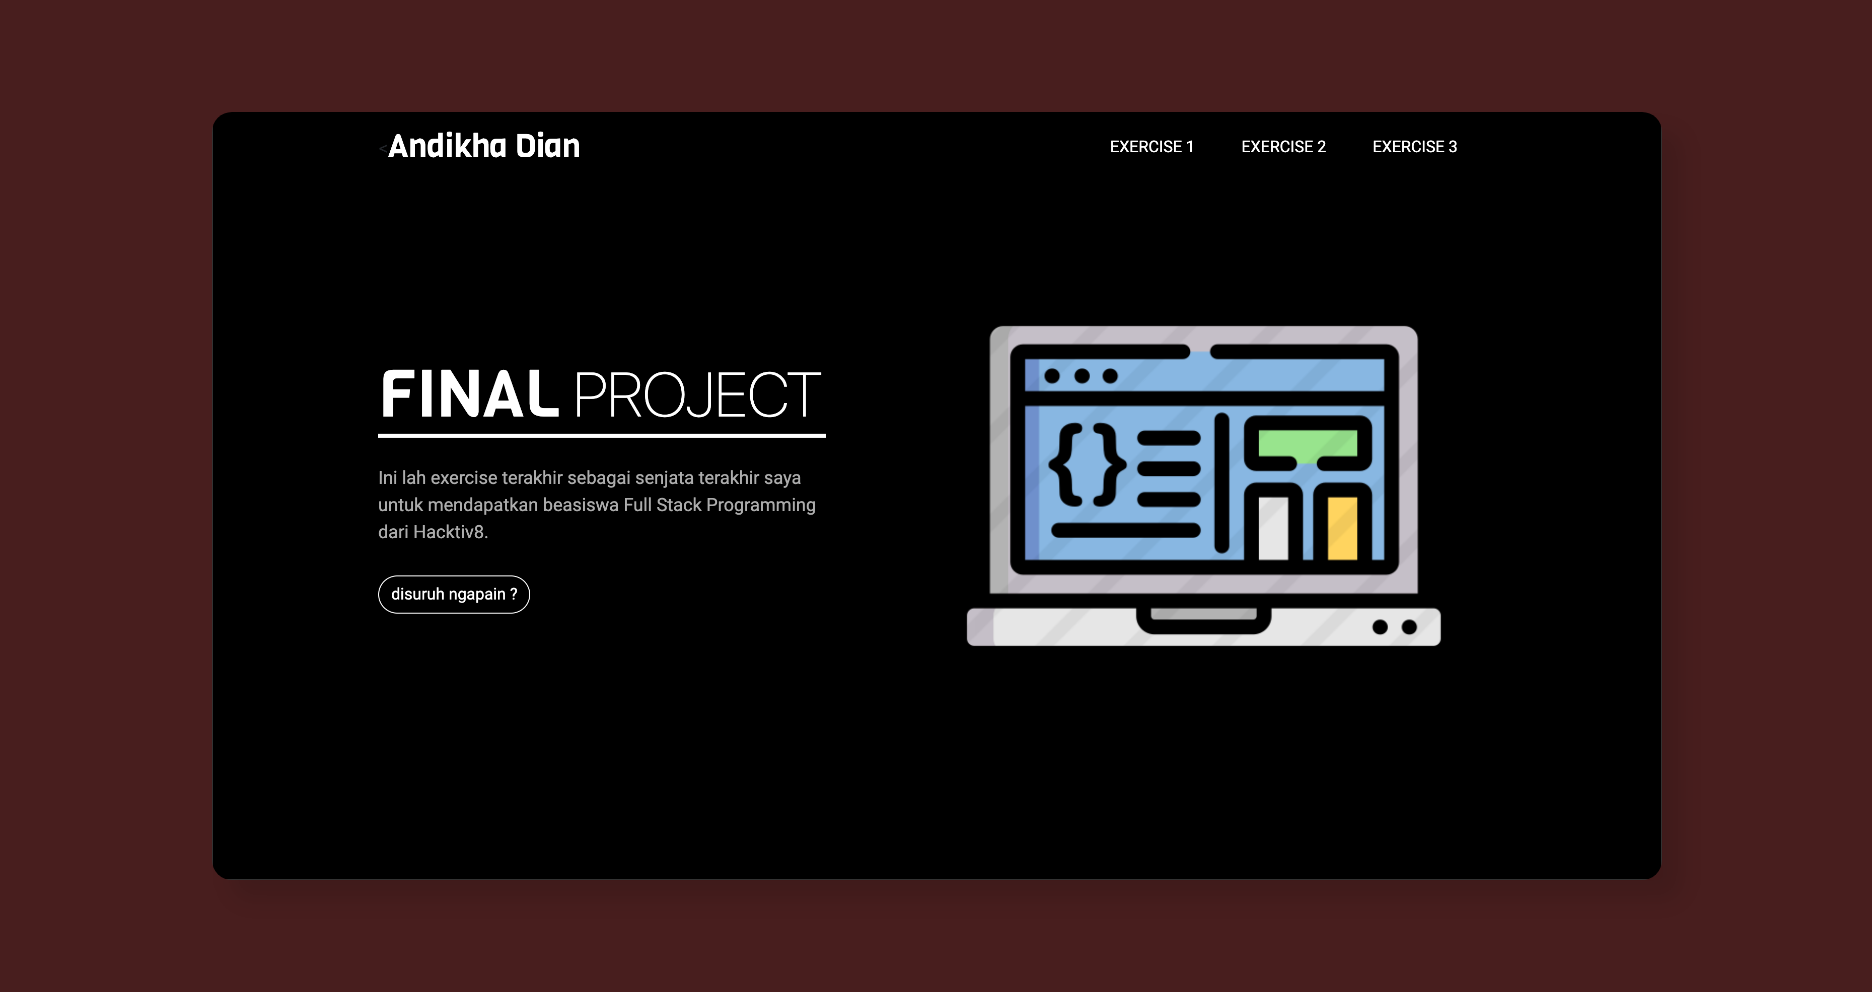 <Andikha Dian
EXERCISE 1 EXERCISE 2 EXERCISE 3
FINAL PROJECT
Ini lah exercise terakhir sebagai senjata terakhir saya
untuk mendapatkan beasiswa Full Stack Programming
dari Hacktiv8.
disuruh ngapain ?
{}